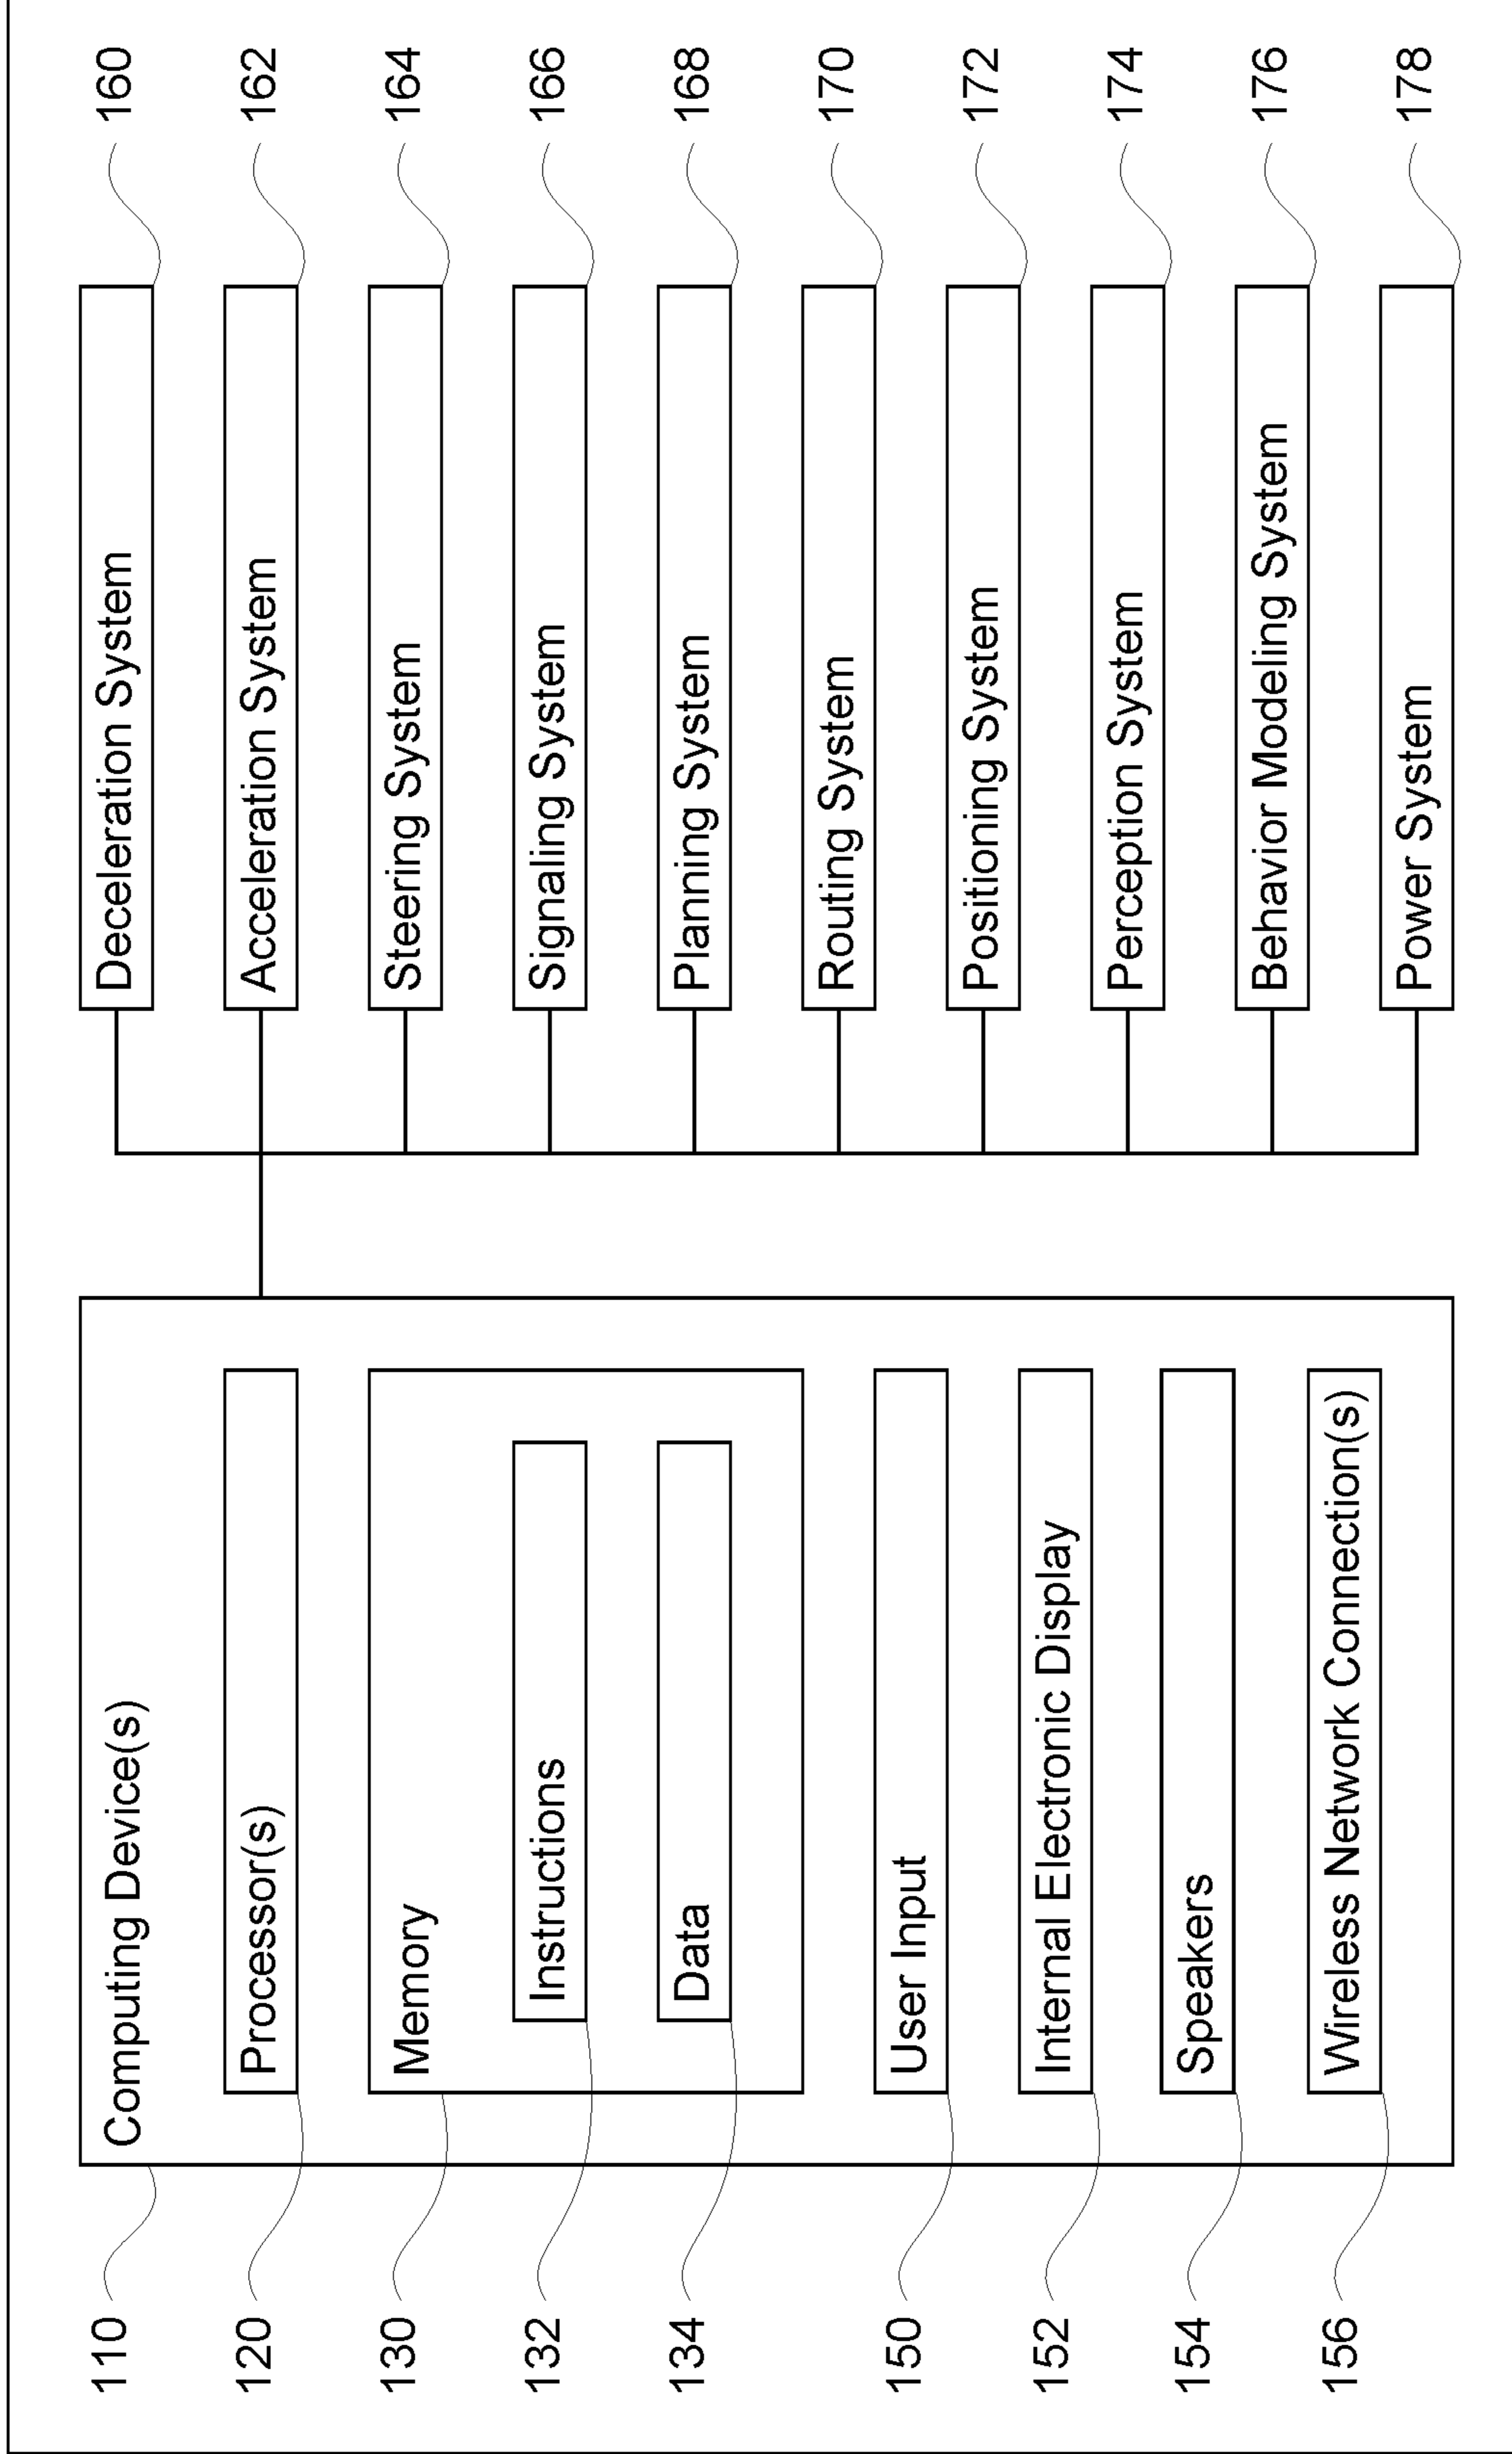 110
Computing Device(s)
120
Processor(s)
130
Memory
132
Instructions
134
Data
150
User Input
152
Internal Electronic Display
154
Speakers
156
Wireless Network Connection(s)
Deceleration System
160
Acceleration System
162
Steering System
164
Signaling System
166
Planning System
168
Routing System
170
Positioning System
172
Perception System
174
Behavior Modeling System
176
Power System
178